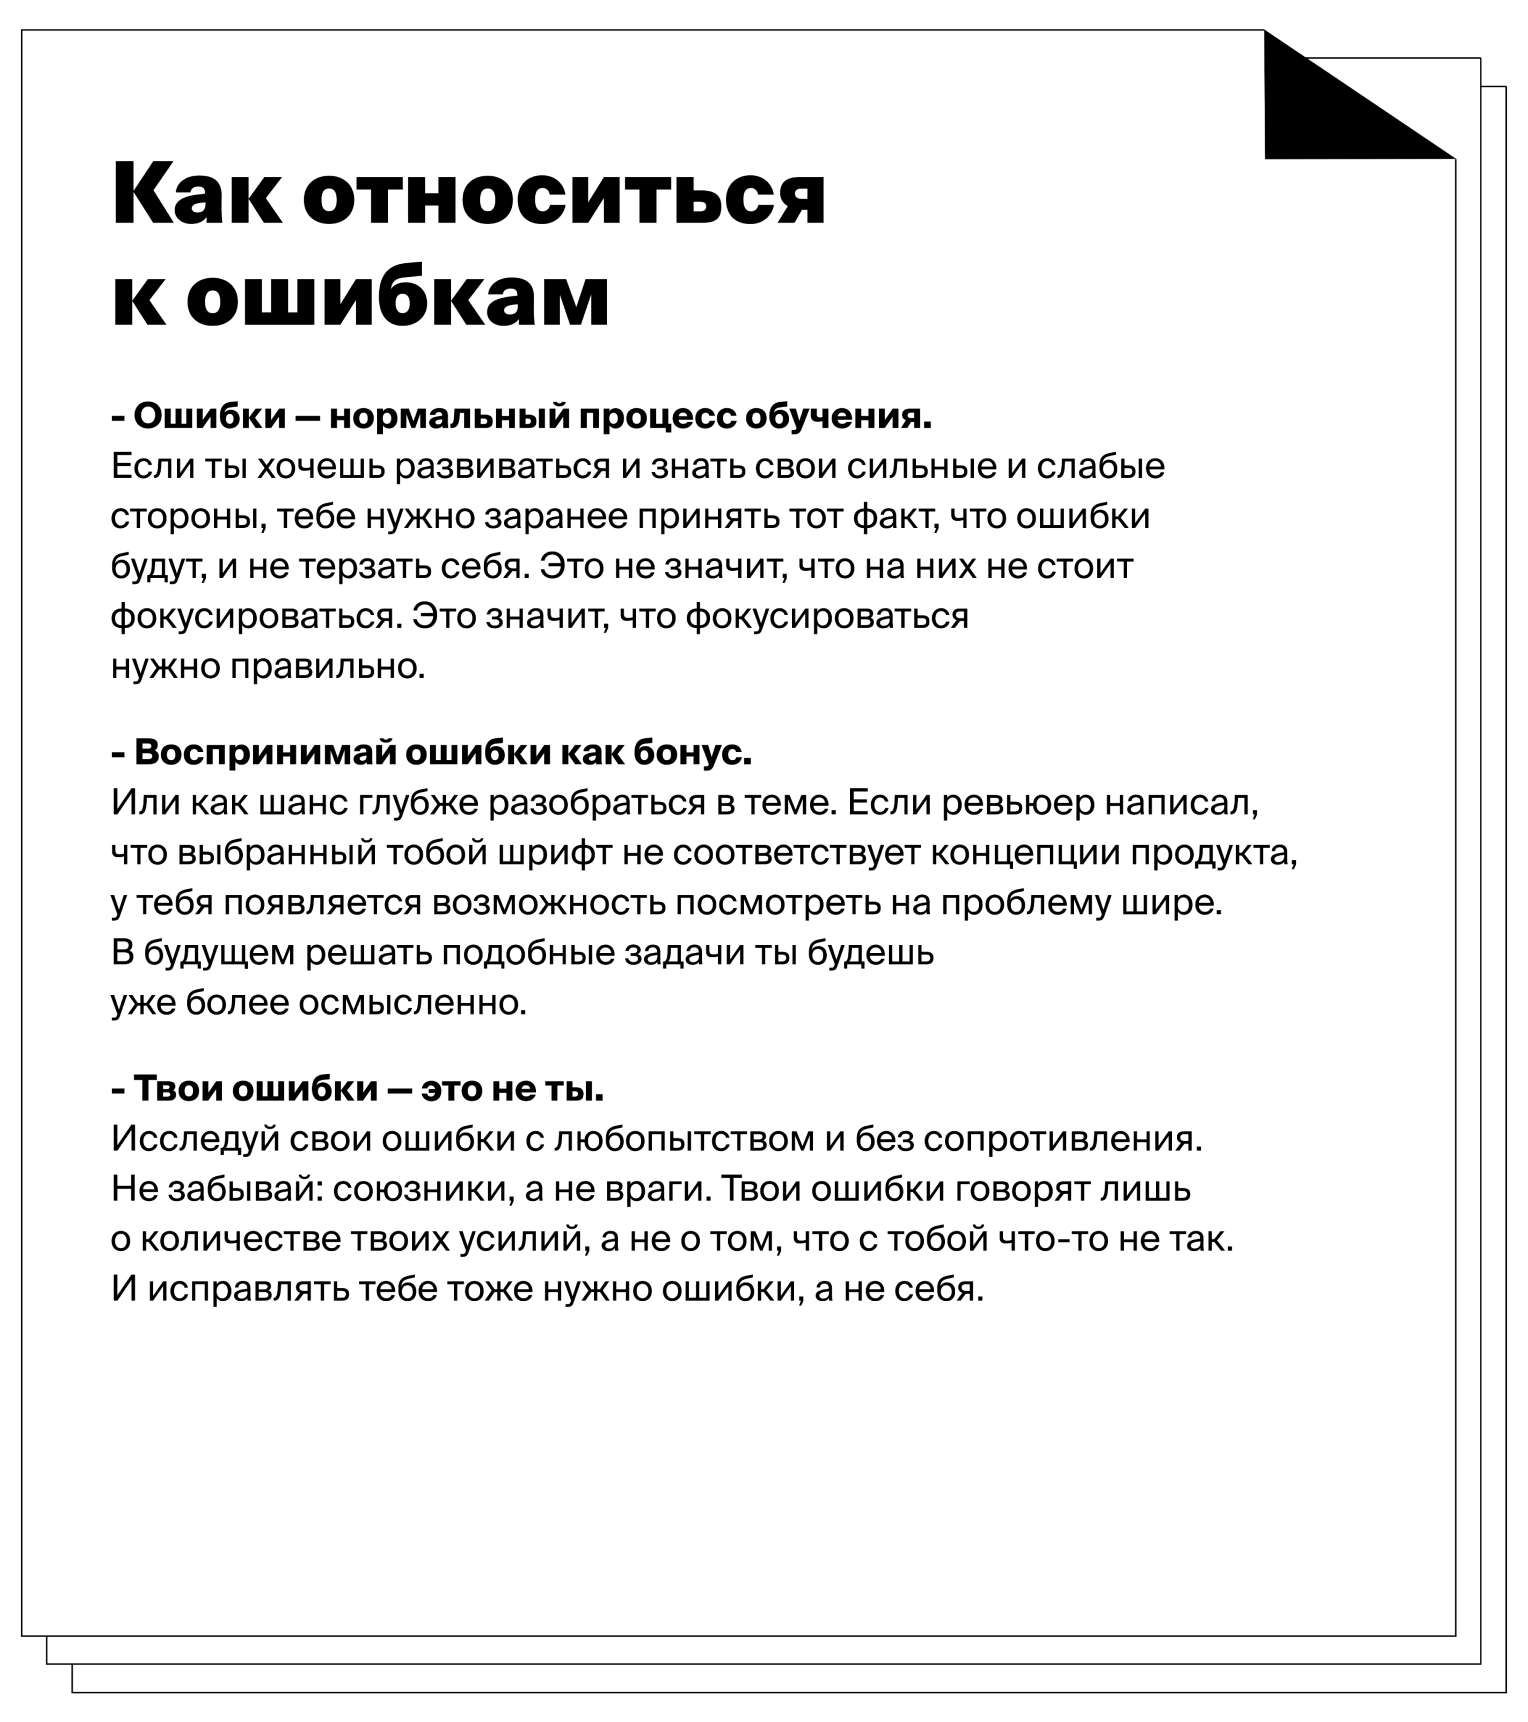 Как относиться
к ошибкам
- Ошибки — нормальный процесс обучения.
Если ты хочешь развиваться и знать свои сильные и слабые
стороны, тебе нужно заранее принять тот факт, что ошибки
будут, и не терзать себя. Это не значит, что на них не стоит
фокусироваться. Это значит, что фокусироваться
нужно правильно.
- Воспринимай ошибки как бонус.
Или как шанс глубже разобраться в теме. Если ревьюер написал,
что выбранный тобой шрифт не соответствует концепции продукта,
у тебя появляется возможность посмотреть на проблему шире.
В будущем решать подобные задачи ты будешь
уже более осмысленно.
- Твои ошибки — это не ты.
Исследуй свои ошибки с любопытством и без сопротивления.
Не забывай: союзники, а не враги. Твои ошибки говорят лишь
о количестве твоих усилий, а не о том, что с тобой что-то не так.
И исправлять тебе тоже нужно ошибки, а не себя.